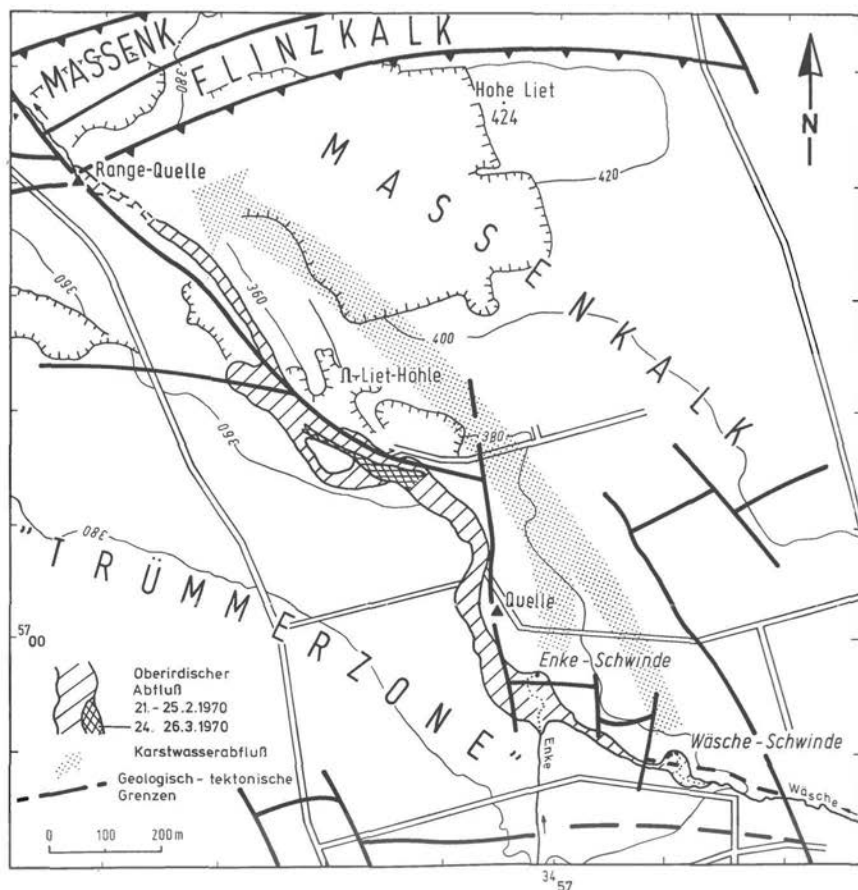 MASSENK
FLINZKALK
380
Hohe Liet
424
N
420
Range-Quelle
MASSENKALK
360
360
400
Liet-Höhle
380
360
380
"TRÜMMERZONE"
Quelle
57 00
Enke-Schwinde
Wäsche-Schwinde
Enke
Wäsche
Oberirdischer
Abfluß
21.-25.2.1970
24. 26.3.1970
Karstwasserabfluß
Geologisch-tektonische
Grenzen
0 100 200m
34 57